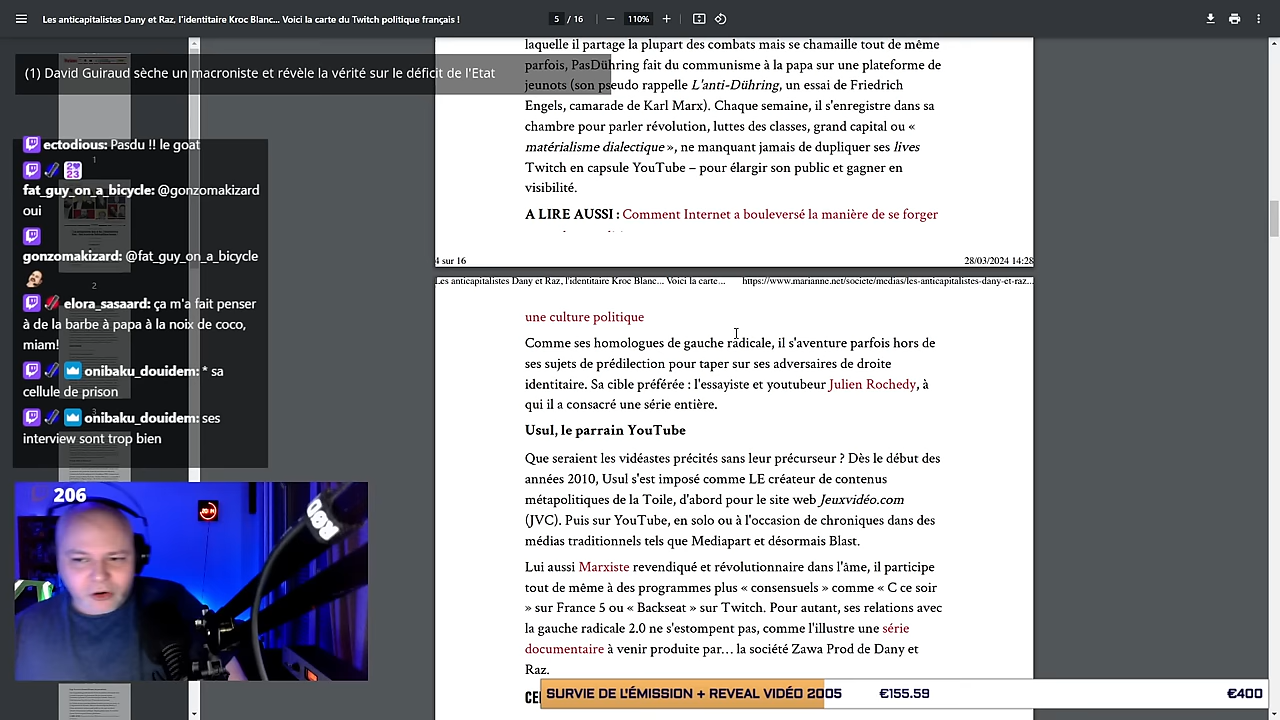 Les anticapitalistes Dany et Raz, l'identitaire Kroc Blanc... Voici la carte du Twitch politique français !
5 / 16
110%
(1) David Guiraud sèche un macroniste et révèle la vérité sur le déficit de l'Etat
ectodious: Pasdu !! le goat
fat_guy_on_a_bicycle: @gonzomakizard
oui
gonzomakizard: @fat_guy_on_a_bicycle
elora_sasaard: ça m'a fait penser
à de la barbe à papa à la noix de coco,
miam!
onibaku_douidem: * sa
cellule de prison
onibaku_douidem: ses
interview sont trop bien
1
2
3
206
laquelle il partage la plupart des combats mais se chamaille tout de même
parfois, PasDühring fait du communisme à la papa sur une plateforme de
jeunots (son pseudo rappelle L'anti-Dühring, un essai de Friedrich
Engels, camarade de Karl Marx). Chaque semaine, il s'enregistre dans sa
chambre pour parler révolution, luttes des classes, grand capital ou «
matérialisme dialectique », ne manquant jamais de dupliquer ses lives
Twitch en capsule YouTube – pour élargir son public et gagner en
visibilité.
A LIRE AUSSI : Comment Internet a bouleversé la manière de se forger
4 sur 16
28/03/2024 14:28
Les anticapitalistes Dany et Raz, l'identitaire Kroc Blanc... Voici la carte...
https://www.marianne.net/societe/medias/les-anticapitalistes-dany-et-raz...
une culture politique
Comme ses homologues de gauche radicale, il s'aventure parfois hors de
ses sujets de prédilection pour taper sur ses adversaires de droite
identitaire. Sa cible préférée : l'essayiste et youtubeur Julien Rochedy, à
qui il a consacré une série entière.
Usul, le parrain YouTube
Que seraient les vidéastes précités sans leur précurseur ? Dès le début des
années 2010, Usul s'est imposé comme LE créateur de contenus
métapolitiques de la Toile, d'abord pour le site web Jeuxvidéo.com
(JVC). Puis sur YouTube, en solo ou à l'occasion de chroniques dans des
médias traditionnels tels que Mediapart et désormais Blast.
Lui aussi Marxiste revendiqué et révolutionnaire dans l'âme, il participe
tout de même à des programmes plus « consensuels » comme « C ce soir
» sur France 5 ou « Backseat » sur Twitch. Pour autant, ses relations avec
la gauche radicale 2.0 ne s'estompent pas, comme l'illustre une série
documentaire à venir produite par… la société Zawa Prod de Dany et
Raz.
SURVIE DE L'ÉMISSION + REVEAL VIDÉO 2005
€155.59
€400